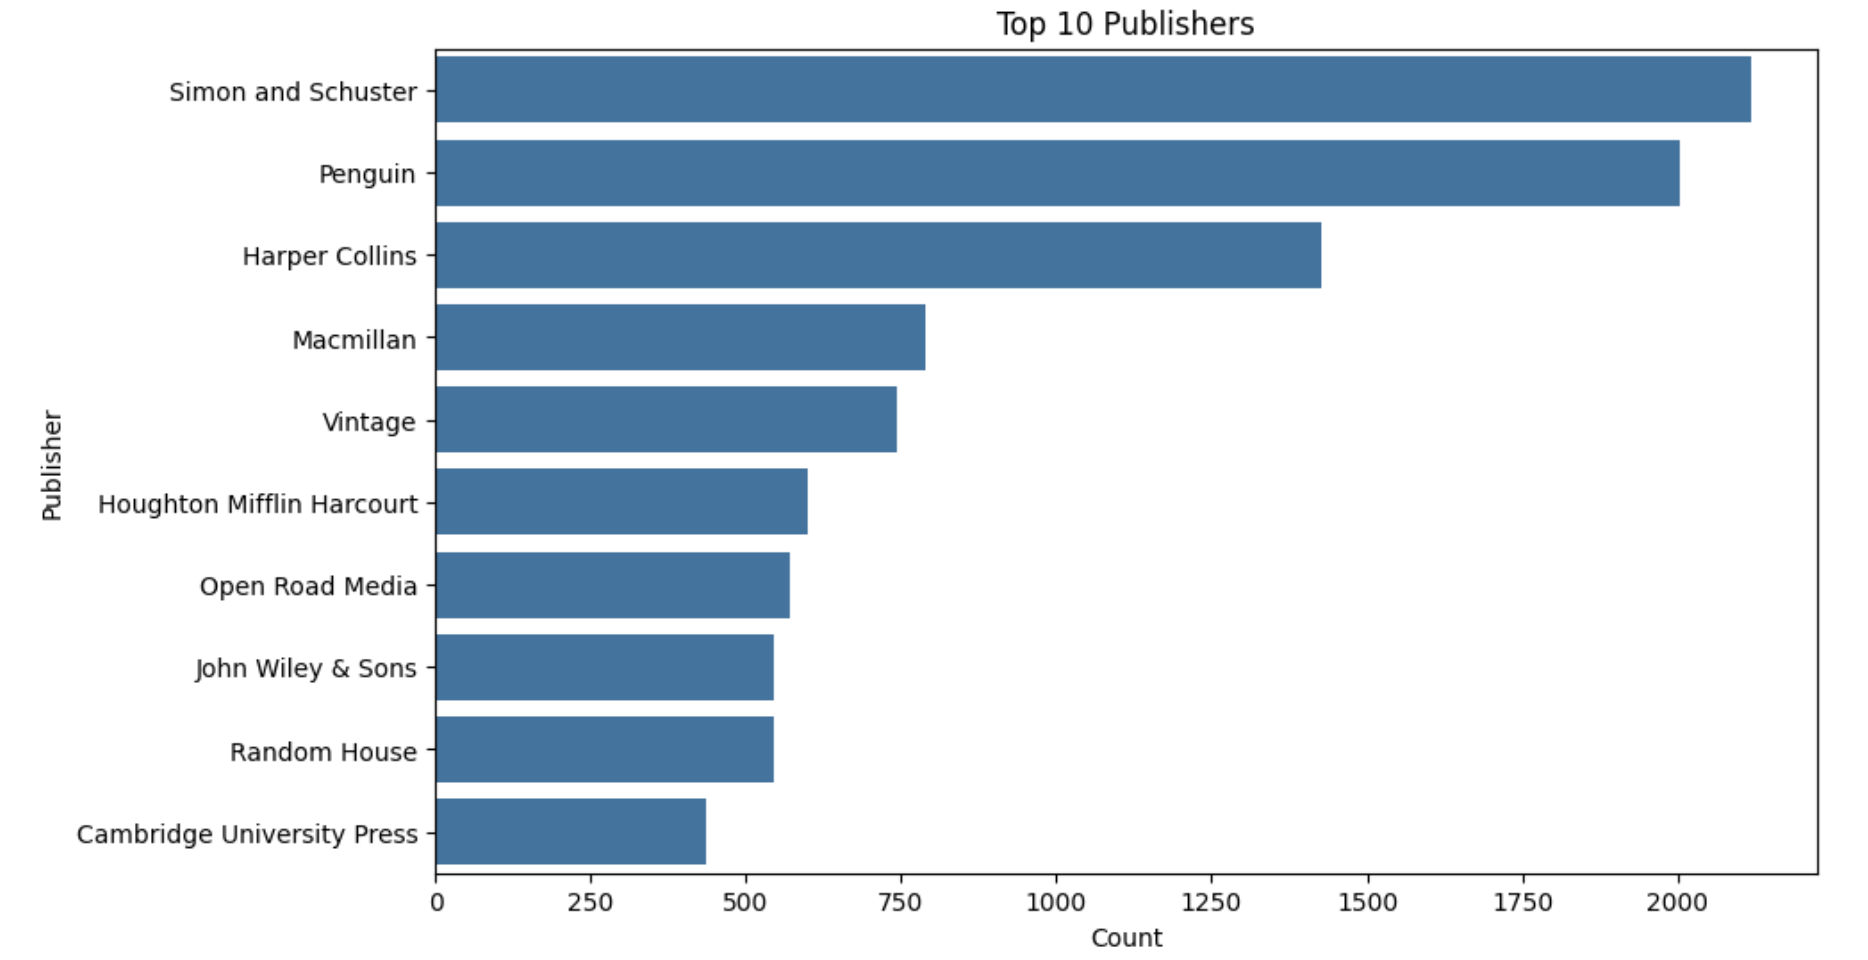 Top 10 Publishers
Simon and Schuster
Penguin
Harper Collins
Macmillan
Vintage
Houghton Mifflin Harcourt
Open Road Media
John Wiley & Sons
Random House
Cambridge University Press
Publisher
0 250 500 750 1000 1250 1500 1750 2000
Count